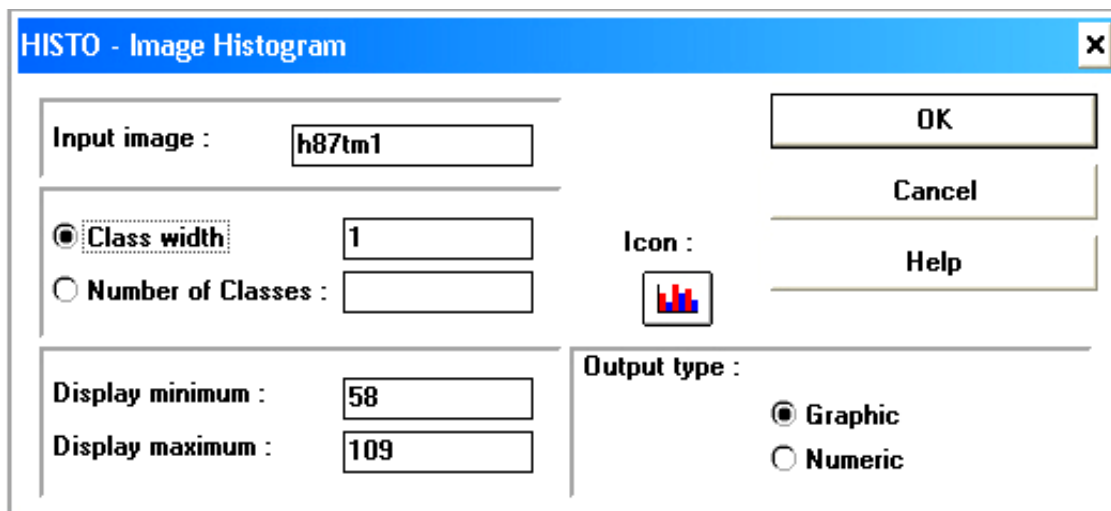 HISTO - Image Histogram
Input image :
h87tm1
Class width
1
Number of Classes :
Display minimum :
58
Display maximum :
109
OK
Cancel
Help
Icon :
Output type :
Graphic
Numeric